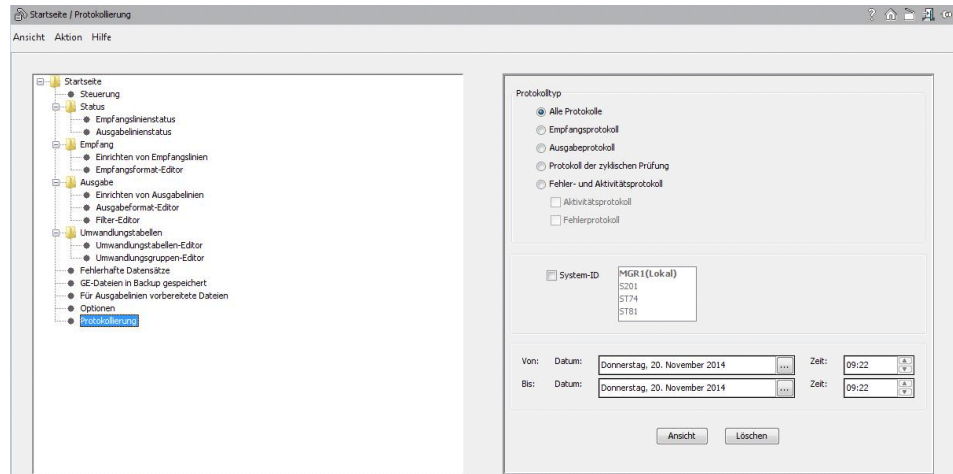 Startseite / Protokollierung
Ansicht Aktion Hilfe
Startseite
Steuerung
Status
Empfangslinienstatus
Ausgabelinienstatus
Empfang
Einrichten von Empfangslinien
Empfangsformat-Editor
Ausgabe
Einrichten von Ausgabelinien
Ausgabeformat-Editor
Filter-Editor
Umwandlungstabellen
Umwandlungstabellen-Editor
Umwandlungsgruppen-Editor
Fehlerhafte Datensätze
GE-Dateien in Backup gespeichert
Für Ausgabelinien vorbereitete Dateien
Optionen
Protokollierung
Protokolltyp
Alle Protokolle
Empfangsprotokoll
Ausgabeprotokoll
Protokoll der zyklischen Prüfung
Fehler- und Aktivitätsprotokoll
Aktivitätsprotokoll
Fehlerprotokoll
System-ID
MGR1(Lokal)
S201
ST74
ST81
Von: Datum: Donnerstag, 20. November 2014 ... Zeit: 09:22
Bis: Datum: Donnerstag, 20. November 2014 ... Zeit: 09:22
Ansicht Löschen